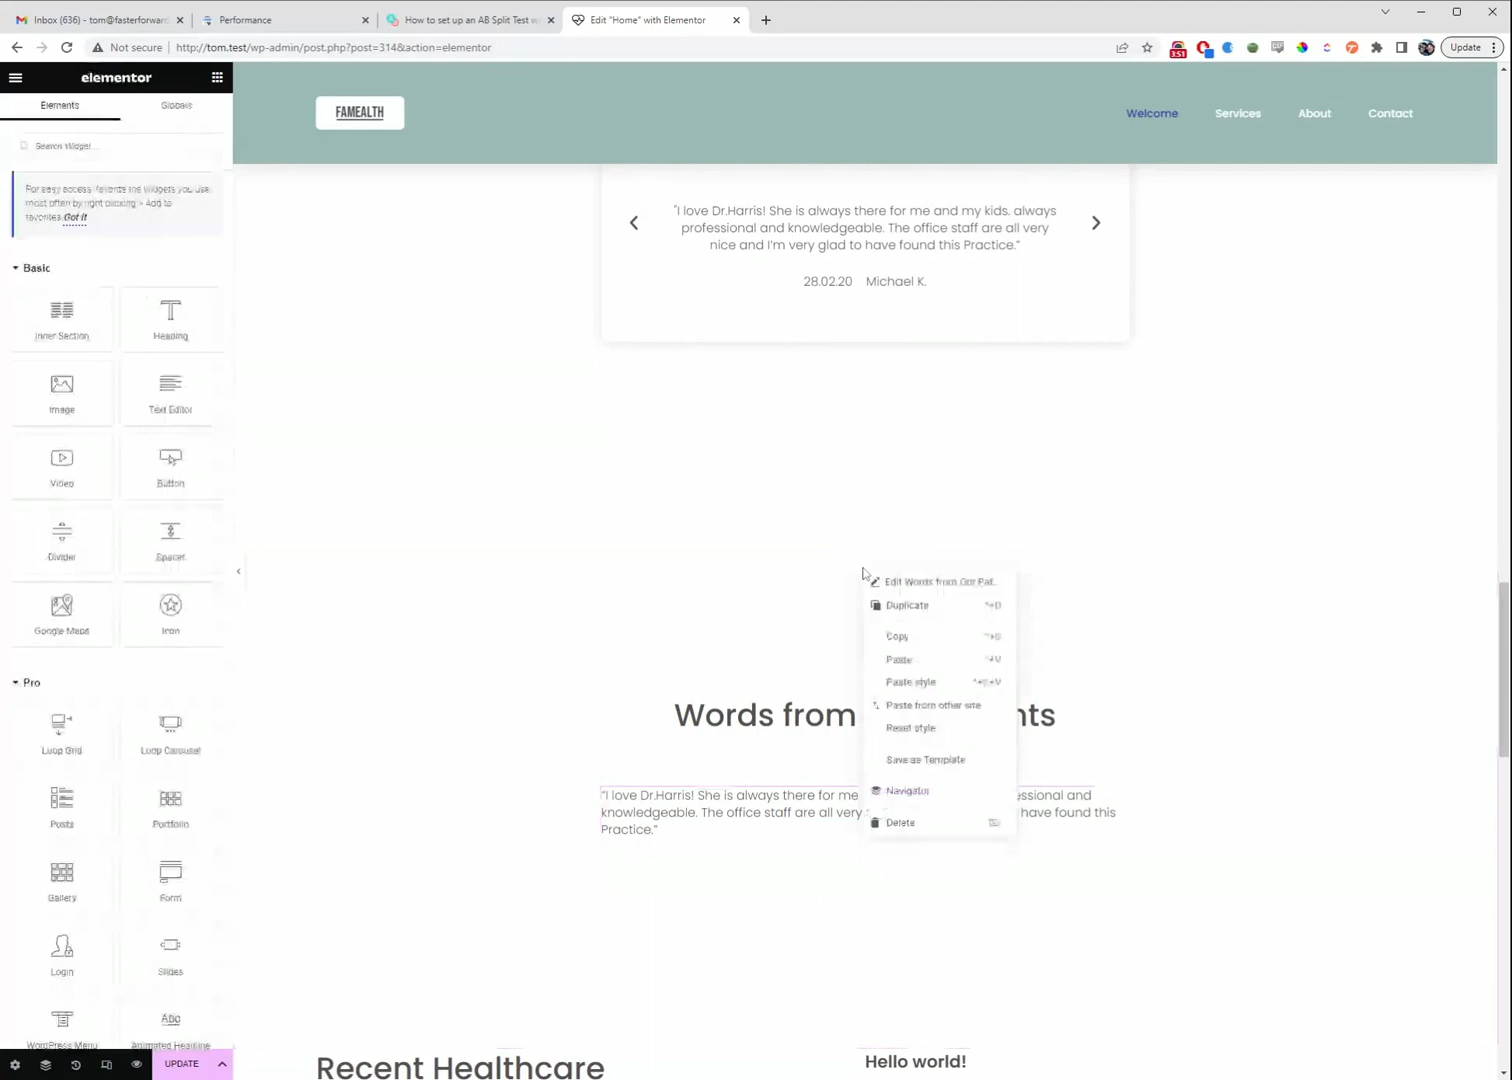 Inbox (636) - tom@fasterforward
Performance
How to set up an AB Split Test w
Edit "Home" with Elementor
Not secure
http://tom.test/wp-admin/post.php?post=314&action=elementor
3:51
Update
elementor
Elements
Globals
Search Widget...
For easy access, favorite the widgets you use
most often by right clicking > Add to
favorites. Got It
Basic
Inner Section
Heading
Image
Text Editor
Video
Button
Divider
Spacer
Google Maps
Icon
Pro
Loop Grid
Loop Carousel
Posts
Portfolio
Gallery
Form
Login
Slides
Abc
WordPress Menu
Animated Headline
UPDATE
FAMEALTH
Welcome
Services
About
Contact
"I love Dr.Harris! She is always there for me and my kids. always
professional and knowledgeable. The office staff are all very
nice and I'm very glad to have found this Practice."
28.02.20 Michael K.
Edit Words from Our Pat...
Duplicate ^+D
Copy
Paste ^+V
Paste style
Paste from other site
Reset style
Save as Template
Navigator
Delete
Words from nts
"I love Dr.Harris! She is always there for me ssional and
knowledgeable. The office staff are all very have found this
Practice."
Recent Healthcare
Hello world!